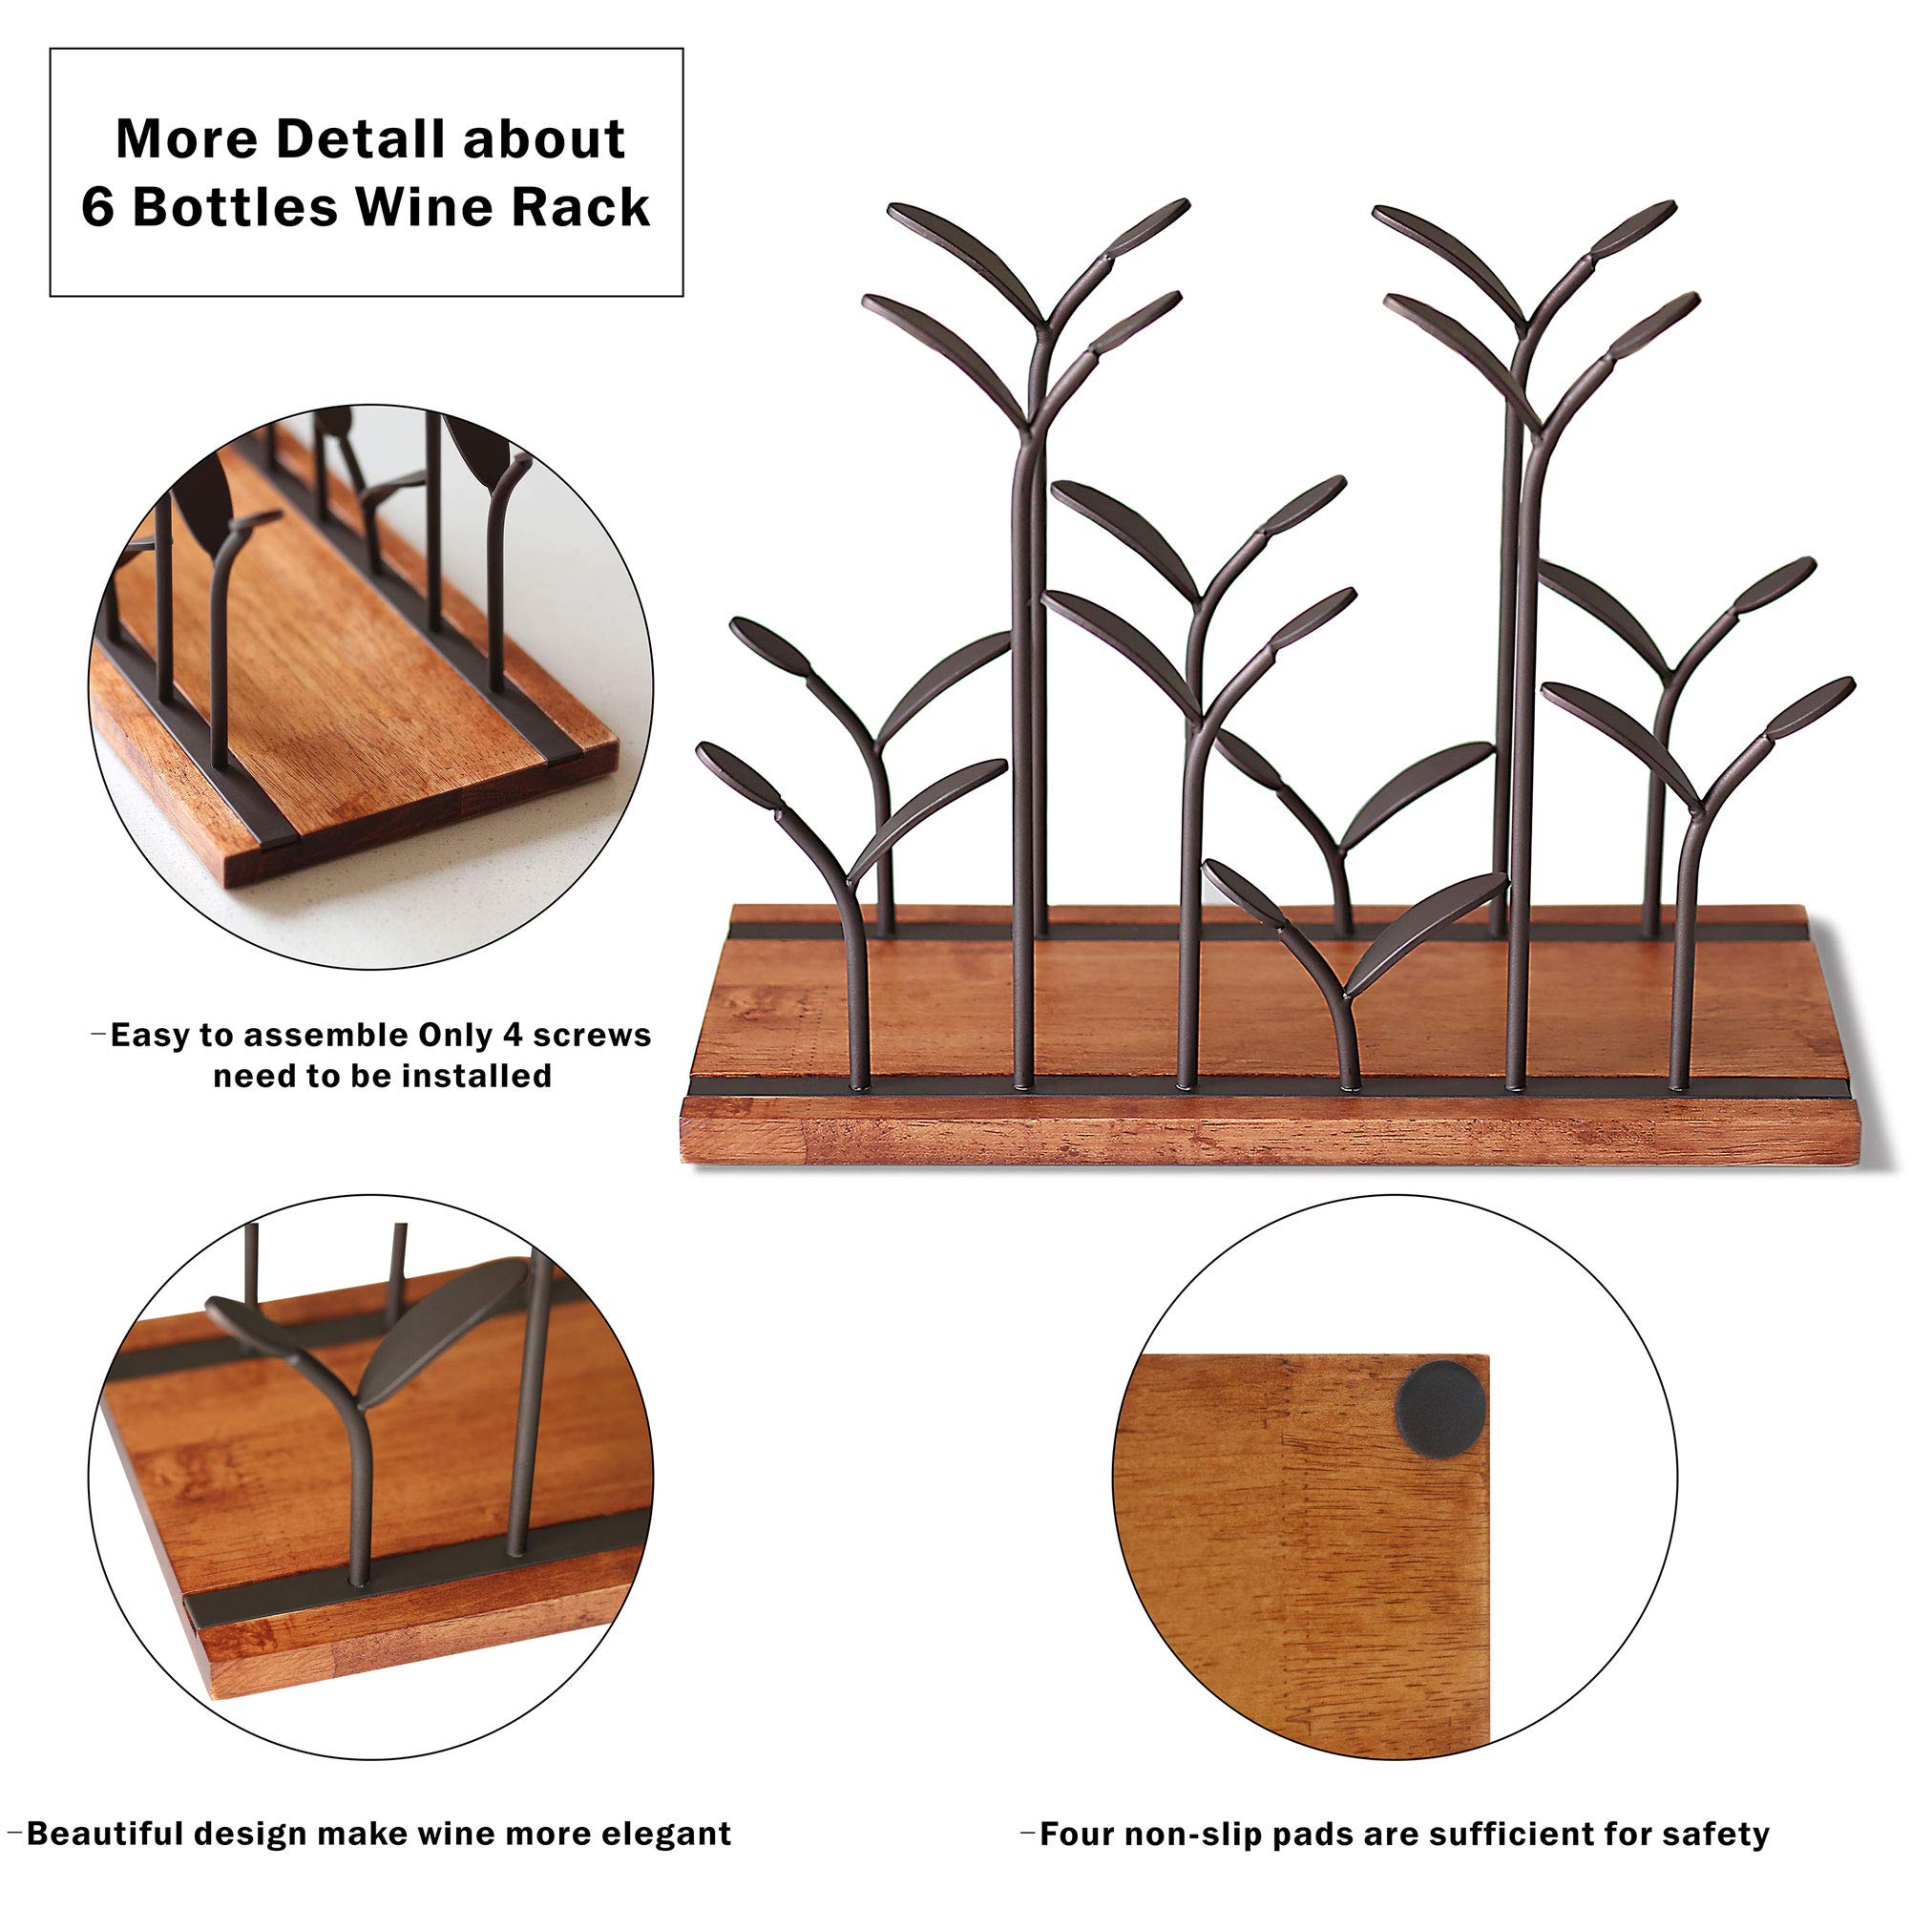 More Detall about
6 Bottles Wine Rack
–Easy to assemble Only 4 screws
need to be installed
–Beautiful design make wine more elegant
–Four non-slip pads are sufficient for safety